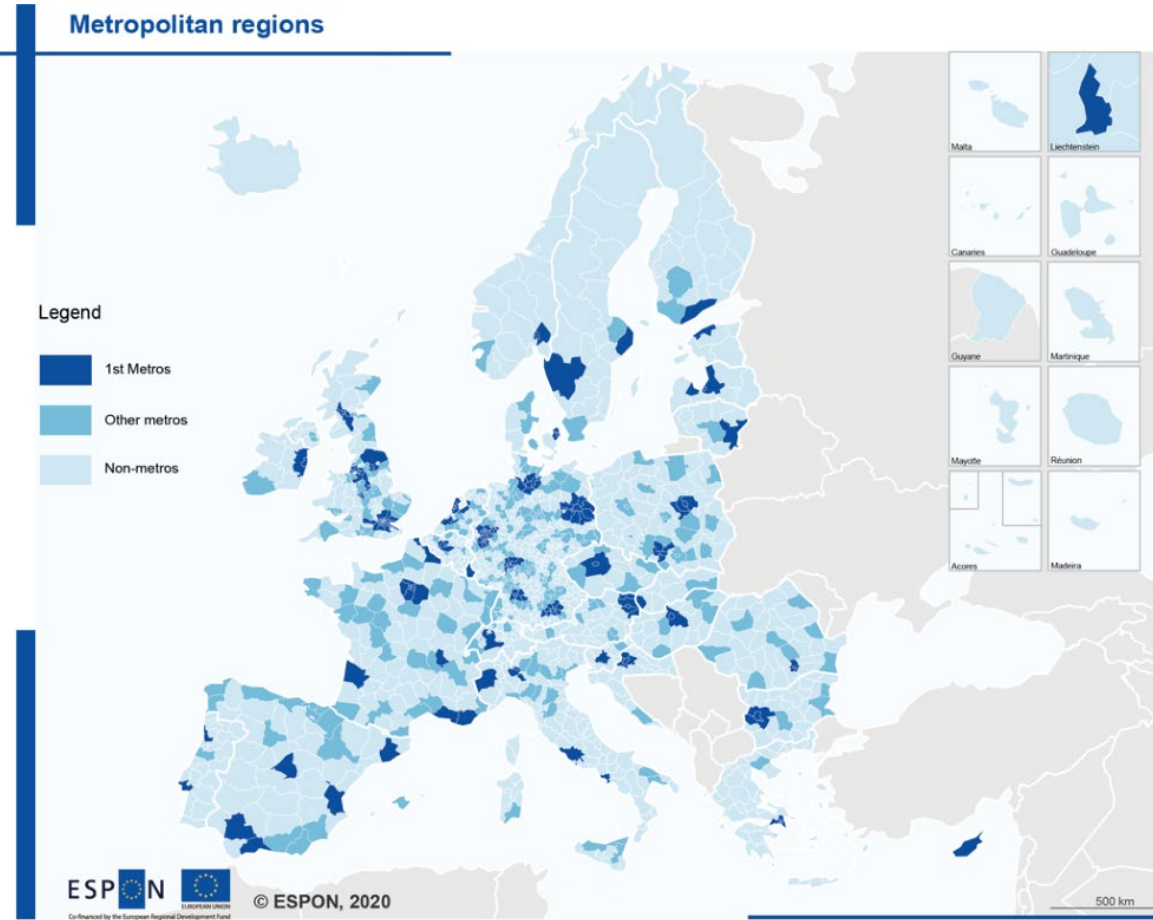 Metropolitan regions
Legend
1st Metros
Other metros
Non-metros
Malta
Liechtenstein
Canaries
Guadeloupe
Guyane
Martinique
Mayotte
Réunion
Acores
Madeira
ESPON
EUROPEAN UNION
Co-financed by the European Regional Development Fund
© ESPON, 2020
500 km